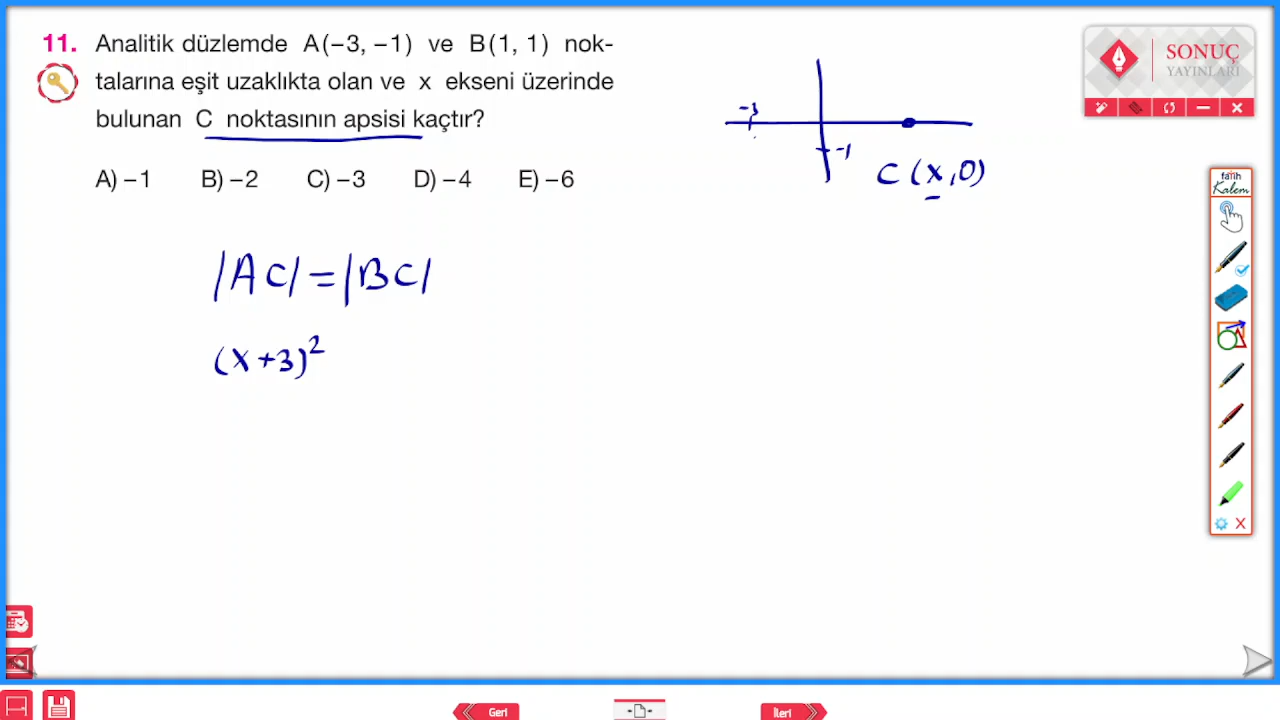 11. Analitik düzlemde A(−3, −1) ve B(1, 1) nok-
talarına eşit uzaklıkta olan ve x ekseni üzerinde
bulunan C noktasının apsisi kaçtır?
A) −1 B) −2 C) −3 D) −4 E) −6
-3
-1
C (x,0)
|AC| = |BC|
(x+3)²
SONUÇ
YAYINLARI
fatih
Kalem
Geri
İleri